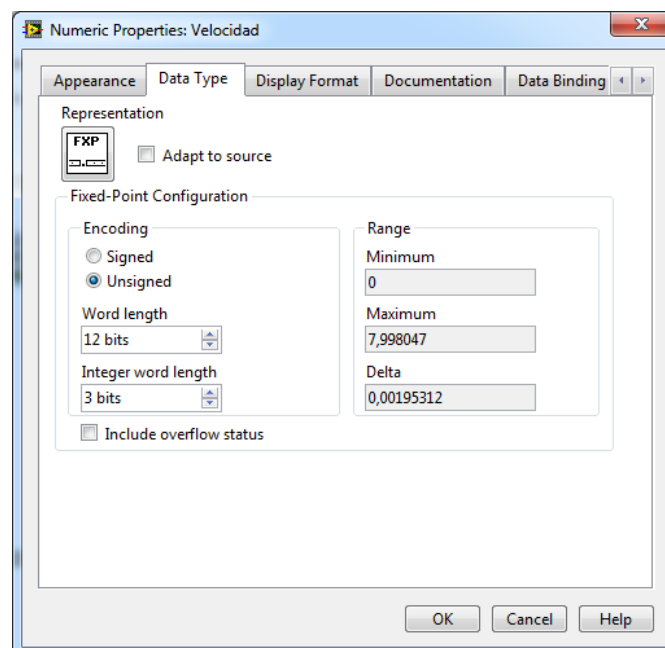 Numeric Properties: Velocidad
Appearance Data Type Display Format Documentation Data Binding
Representation
FXP
Adapt to source
Fixed-Point Configuration
Encoding
Signed
Unsigned
Word length
12 bits
Integer word length
3 bits
Include overflow status
Range
Minimum
0
Maximum
7,998047
Delta
0,00195312
OK Cancel Help